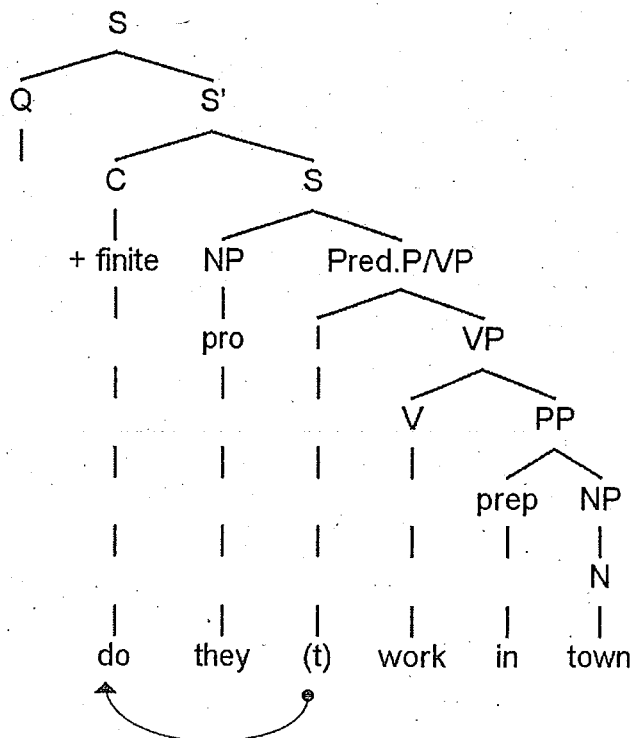 S
Q S'
C S
+ finite NP Pred.P/VP
pro VP
V PP
prep NP
N
do they (t) work in town